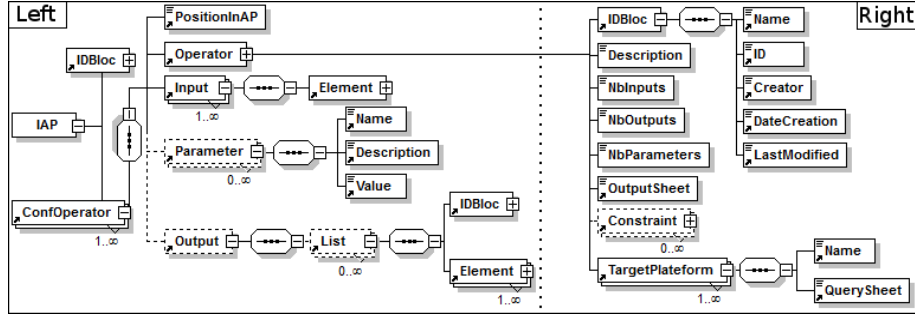 Left
PositionInAP
IDBloc
Operator
Input
1..∞
Element
IAP
Name
Parameter
0..∞
Description
Value
ConfOperator
1..∞
IDBloc
Output
List
0..∞
Element
1..∞
Right
IDBloc
Name
Description
ID
NbInputs
Creator
NbOutputs
DateCreation
NbParameters
LastModified
OutputSheet
Constraint
0..∞
Name
TargetPlateform
1..∞
QuerySheet